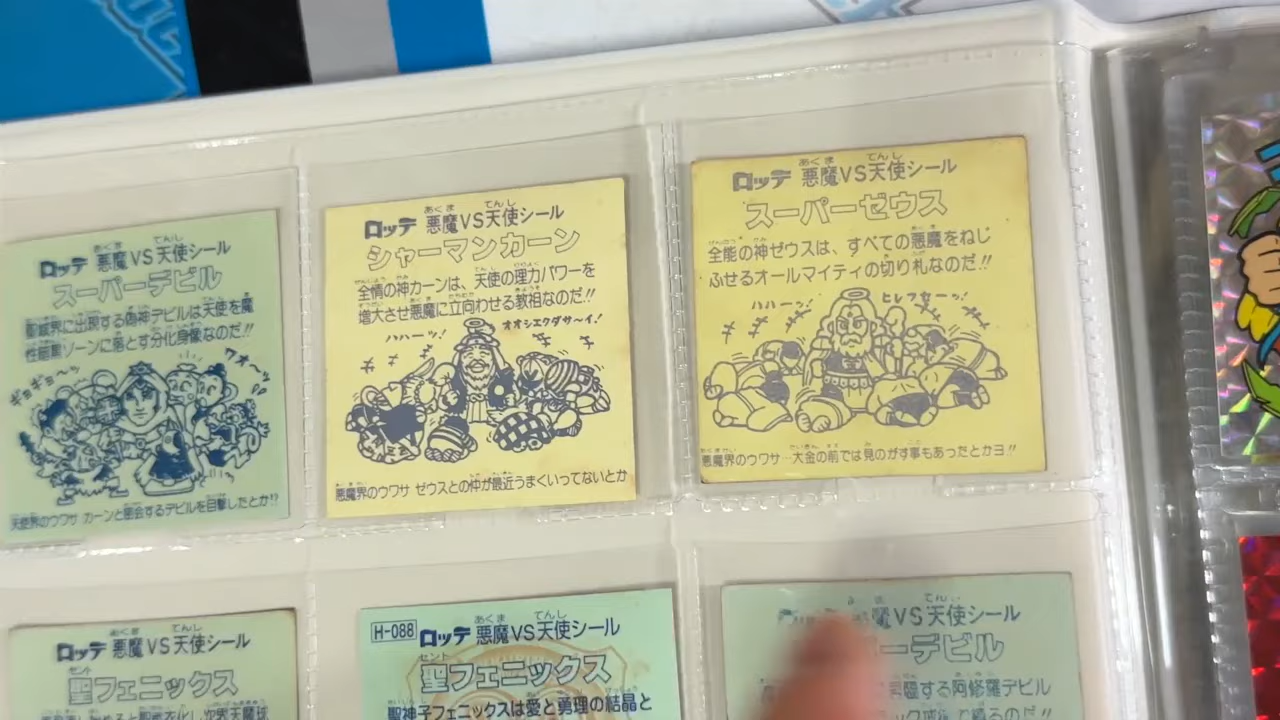 ロッテ 悪魔VS天使シール
スーパーデビル
聖魔界に出現する偽神デビルは天使を魔
性暗黒ゾーンに落とす分化身像なのだ!!
ギョギョ〜ッ
ワオ〜ッ
天使界のウワサ カーンと密会するデビルを目撃したとか!?
ロッテ 悪魔VS天使シール
シャーマンカーン
全情の神カーンは、天使の理力パワーを
増大させ悪魔に立向わせる教祖なのだ!!
ハハーッ!
オオシエクダサ〜イ!
悪魔界のウワサ ゼウスとの仲が最近うまくいってないとか
ロッテ 悪魔VS天使シール
スーパーゼウス
全能の神ゼウスは、すべての悪魔をねじ
ふせるオールマイティの切り札なのだ!!
ハハーッ!
ヒレフセーッ!
悪魔界のウワサ…大金の前では見のがす事もあったとかヨ!!
ロッテ 悪魔VS天使シール
聖フェニックス
H-088 ロッテ 悪魔VS天使シール
聖フェニックス
聖神子フェニックスは愛と勇理の結晶と
魔VS天使シール
ーデビル
昇臨する阿修羅デビル